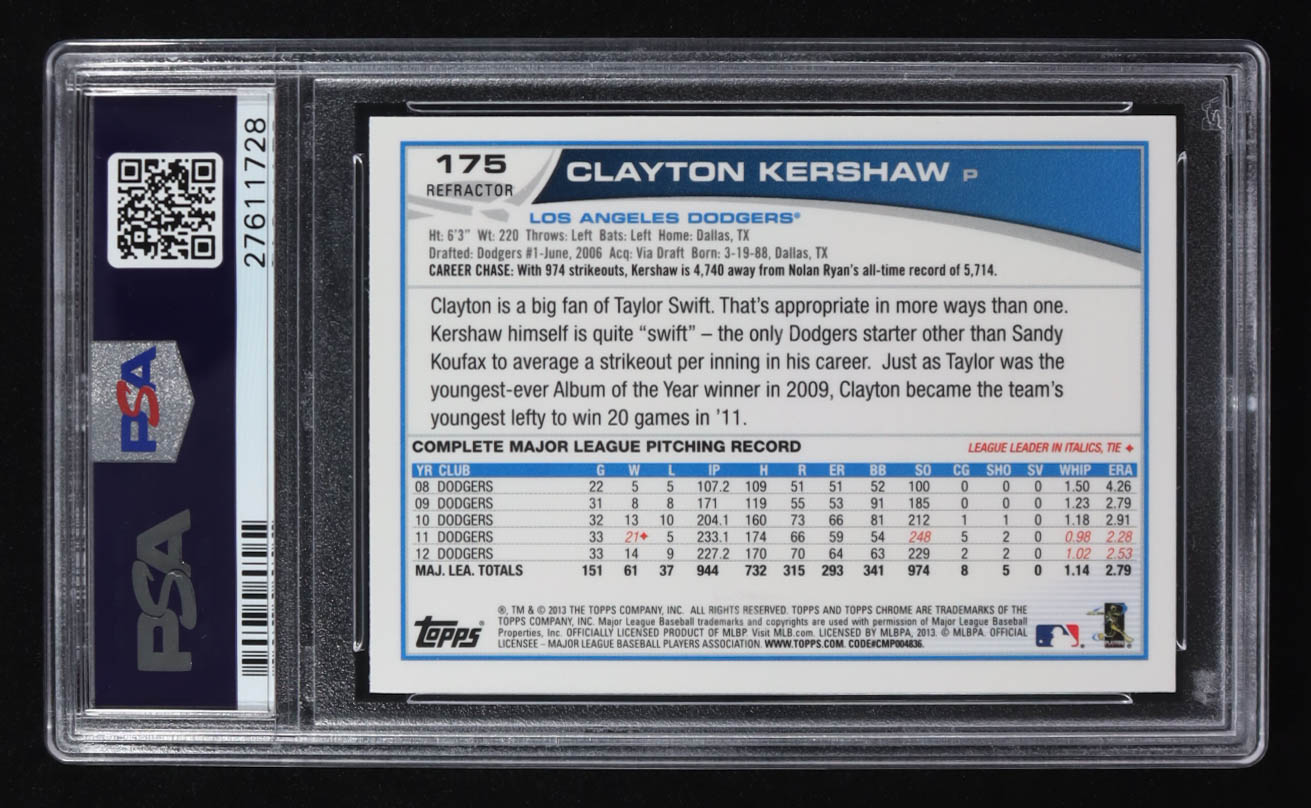 175
REFRACTOR
CLAYTON KERSHAW P
LOS ANGELES DODGERS®
Ht: 6'3" Wt: 220 Throws: Left Bats: Left Home: Dallas, TX
Drafted: Dodgers #1-June, 2006 Acq: Via Draft Born: 3-19-88, Dallas, TX
CAREER CHASE: With 974 strikeouts, Kershaw is 4,740 away from Nolan Ryan's all-time record of 5,714.
Clayton is a big fan of Taylor Swift. That's appropriate in more ways than one.
Kershaw himself is quite "swift" – the only Dodgers starter other than Sandy
Koufax to average a strikeout per inning in his career. Just as Taylor was the
youngest-ever Album of the Year winner in 2009, Clayton became the team's
youngest lefty to win 20 games in '11.
COMPLETE MAJOR LEAGUE PITCHING RECORD LEAGUE LEADER IN ITALICS, TIE ♦
YR CLUB G W L IP H R ER BB SO CG SHO SV WHIP ERA
08 DODGERS 22 5 5 107.2 109 51 51 52 100 0 0 0 1.50 4.26
09 DODGERS 31 8 8 171 119 55 53 91 185 0 0 0 1.23 2.79
10 DODGERS 32 13 10 204.1 160 73 66 81 212 1 1 0 1.18 2.91
11 DODGERS 33 21♦ 5 233.1 174 66 59 54 248 5 2 0 0.98 2.28
12 DODGERS 33 14 9 227.2 170 70 64 63 229 2 2 0 1.02 2.53
MAJ. LEA. TOTALS 151 61 37 944 732 315 293 341 974 8 5 0 1.14 2.79
topps®
®, TM & © 2013 THE TOPPS COMPANY, INC. ALL RIGHTS RESERVED. TOPPS AND TOPPS CHROME ARE TRADEMARKS OF THE
TOPPS COMPANY, INC. Major League Baseball trademarks and copyrights are used with permission of Major League Baseball
Properties, Inc. OFFICIALLY LICENSED PRODUCT OF MLBP. Visit MLB.com. LICENSED BY MLBPA, 2013. © MLBPA. OFFICIAL
LICENSEE – MAJOR LEAGUE BASEBALL PLAYERS ASSOCIATION. WWW.TOPPS.COM. CODE#CMP004836.
27611728
PSA
PSA